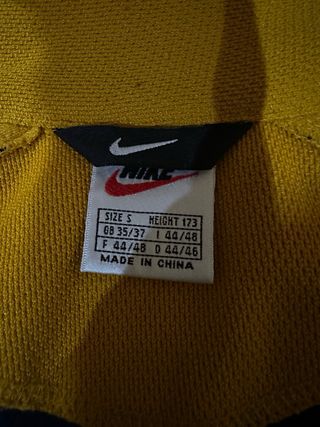 NIKE
SIZE S HEIGHT 173
GB 35/37 I 44/48
F 44/48 D 44/46
MADE IN CHINA